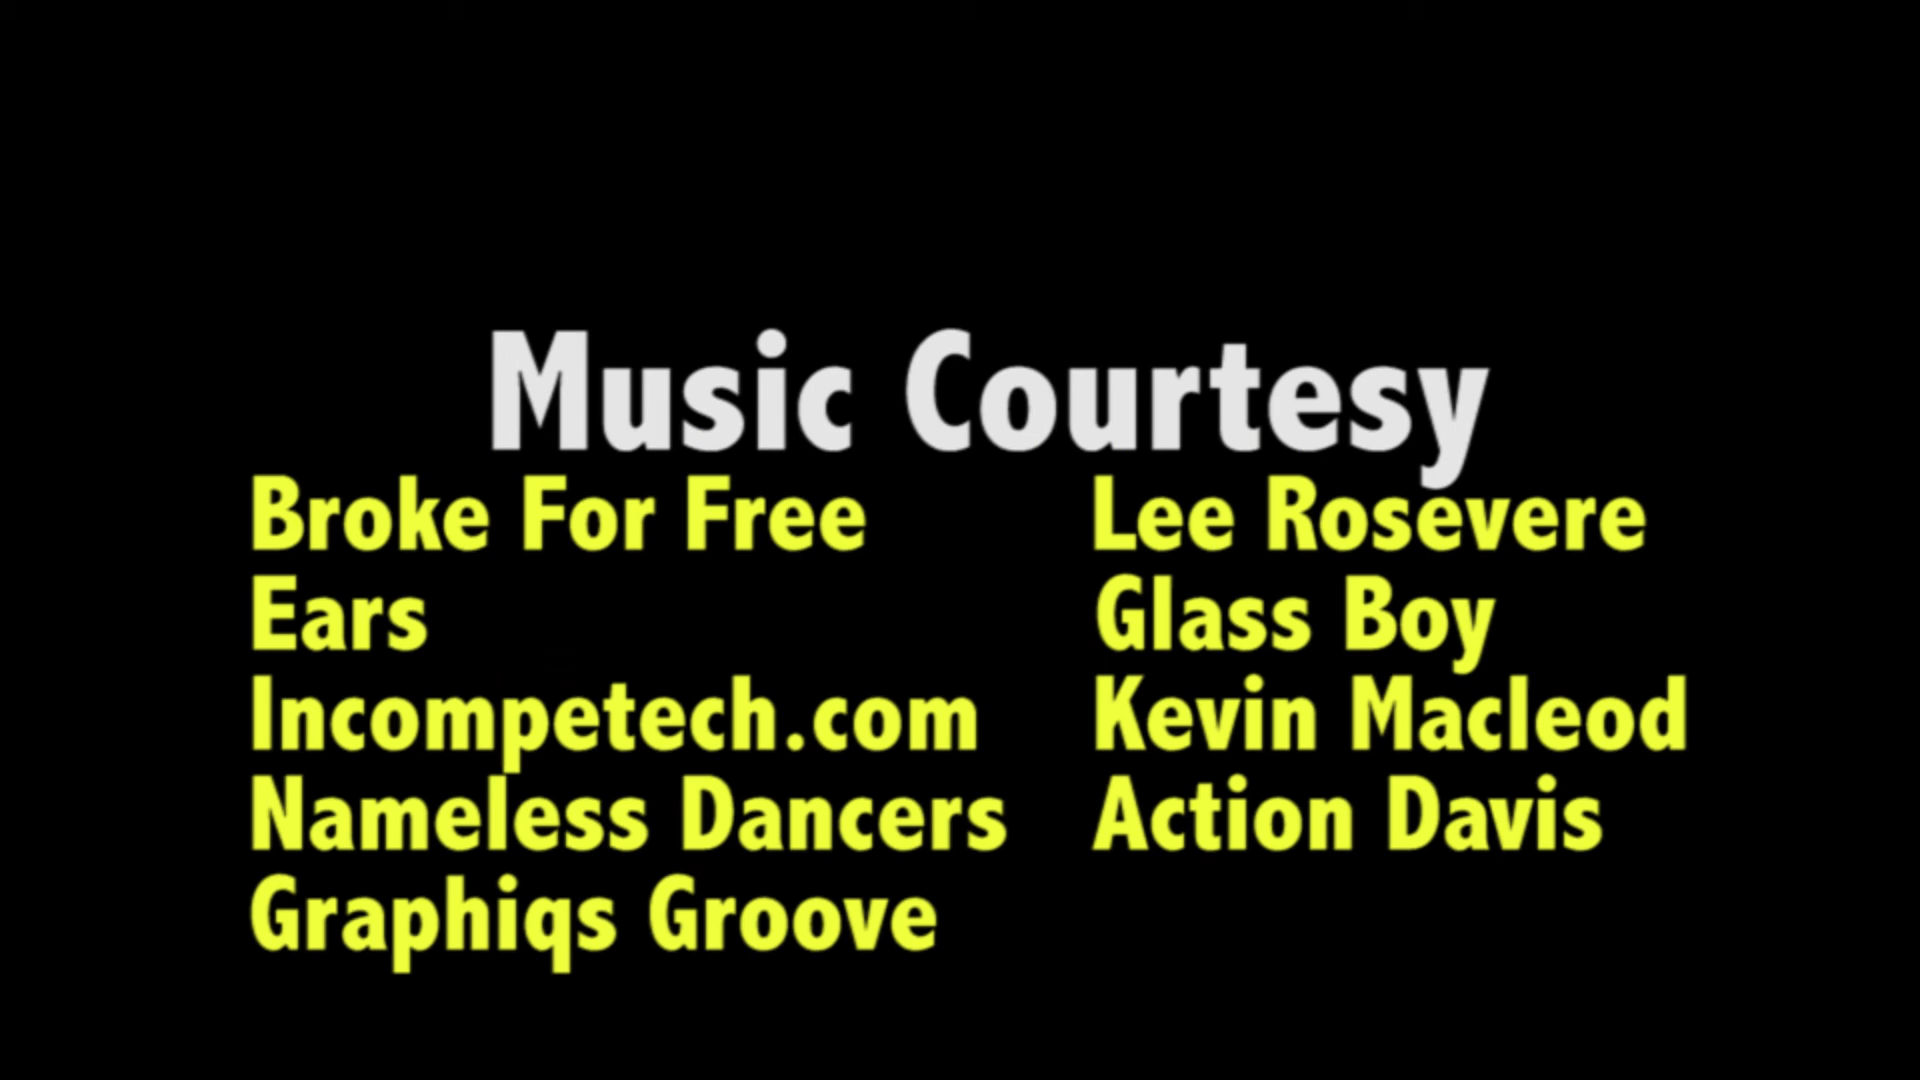 Music Courtesy
Broke For Free
Ears
Incompetech.com
Nameless Dancers
Graphiqs Groove
Lee Rosevere
Glass Boy
Kevin Macleod
Action Davis